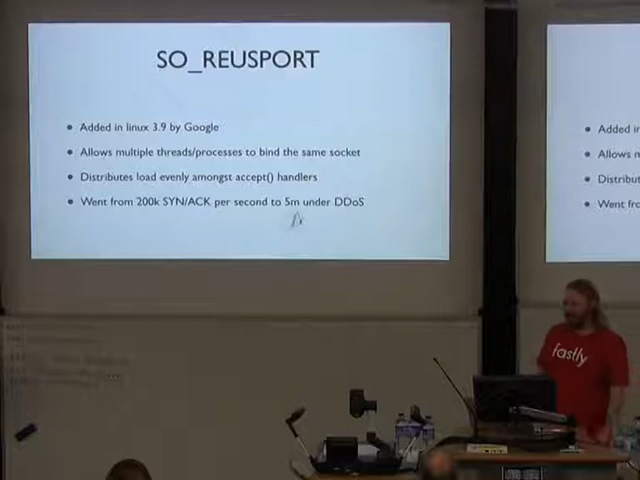 SO_REUSPORT
• Added in linux 3.9 by Google
• Allows multiple threads/processes to bind the same socket
• Distributes load evenly amongst accept() handlers
• Went from 200k SYN/ACK per second to 5m under DDoS
• Added in
• Allows m
• Distribut
• Went fro
fastly